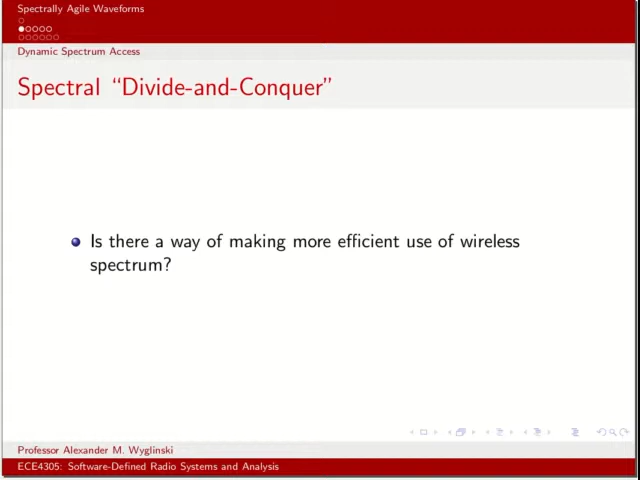 Spectrally Agile Waveforms
Dynamic Spectrum Access
Spectral “Divide-and-Conquer”
Is there a way of making more efficient use of wireless
spectrum?
Professor Alexander M. Wyglinski
ECE4305: Software-Defined Radio Systems and Analysis